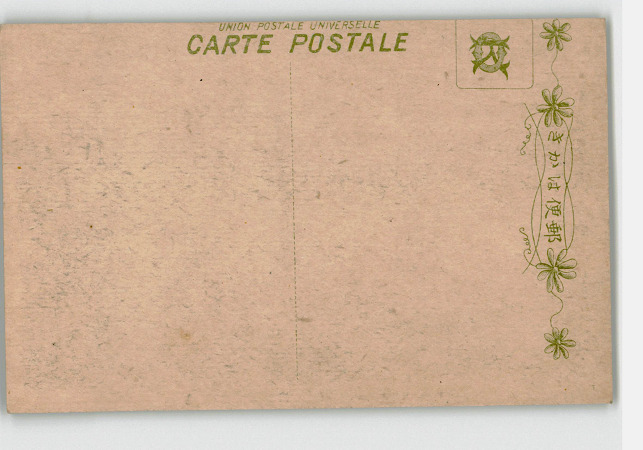 UNION POSTALE UNIVERSELLE
CARTE POSTALE
郵便はかき